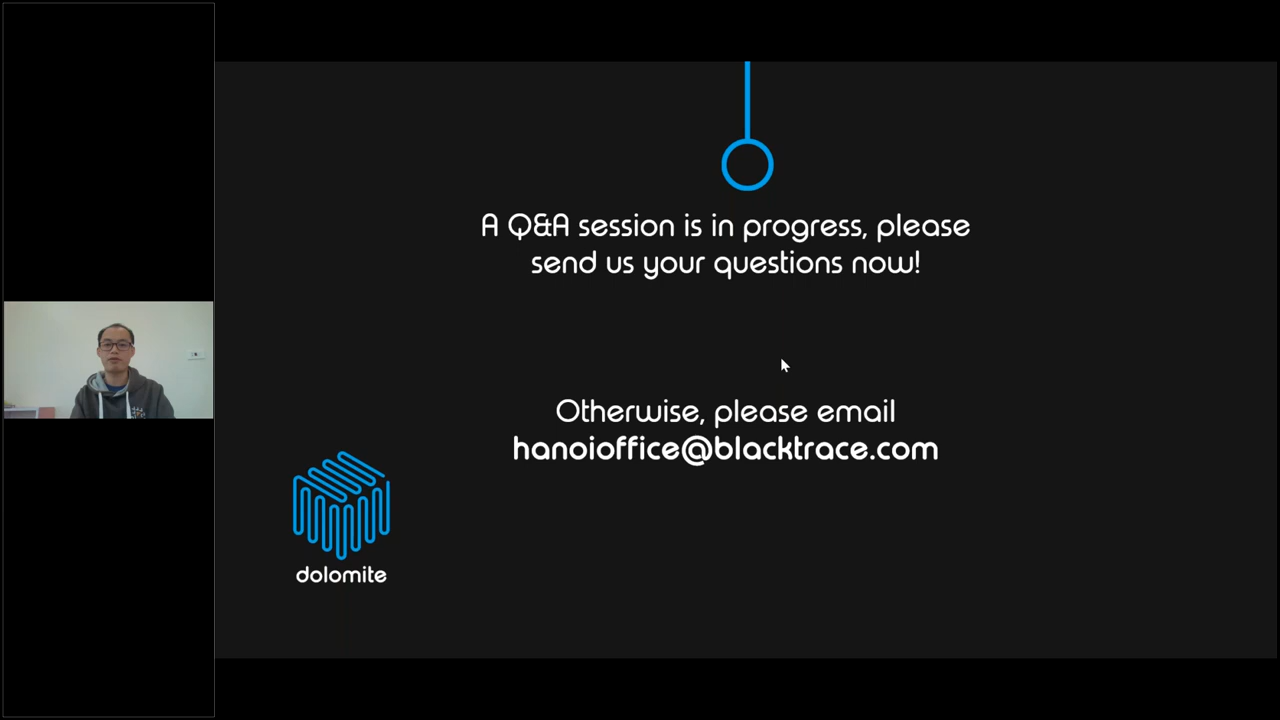 A Q&A session is in progress, please
send us your questions now!
Otherwise, please email
hanoioffice@blacktrace.com
dolomite